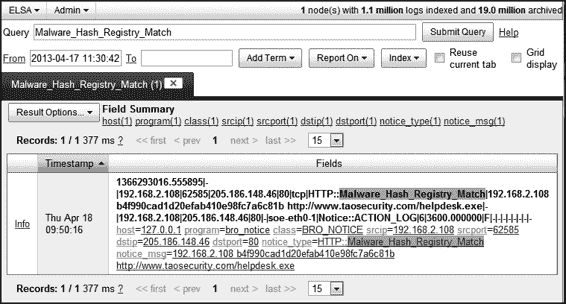 ELSA Admin 1 node(s) with 1.1 million logs indexed and 19.0 million archived
Query Malware_Hash_Registry_Match Submit Query Help
From 2013-04-17 11:30:42 To Add Term Report On Index Reuse current tab Grid display
Malware_Hash_Registry_Match (1) X
Result Options... Field Summary
host(1) program(1) class(1) srcip(1) srcport(1) dstip(1) dstport(1) notice_type(1) notice_msg(1)
Records: 1 / 1 377 ms ? << first < prev 1 next > last >> 15
Timestamp Fields
1366293016.555895|-
|192.168.2.108|62585|205.186.148.46|80|tcp|HTTP::Malware_Hash_Registry_Match|192.168.2.108
b4f990cad1d20efab410e98fc7a6c81b http://www.taosecurity.com/helpdesk.exe|-
|192.168.2.108|205.186.148.46|80|-|soe-eth0-1|Notice::ACTION_LOG|6|3600.000000|F|-|-|-|-|-|-|-|-
Info Thu Apr 18 09:50:16 host=127.0.0.1 program=bro_notice class=BRO_NOTICE srcip=192.168.2.108 srcport=62585
dstip=205.186.148.46 dstport=80 notice_type=HTTP::Malware_Hash_Registry_Match
notice_msg=192.168.2.108 b4f990cad1d20efab410e98fc7a6c81b
http://www.taosecurity.com/helpdesk.exe
Records: 1 / 1 377 ms ? << first < prev 1 next > last >> 15